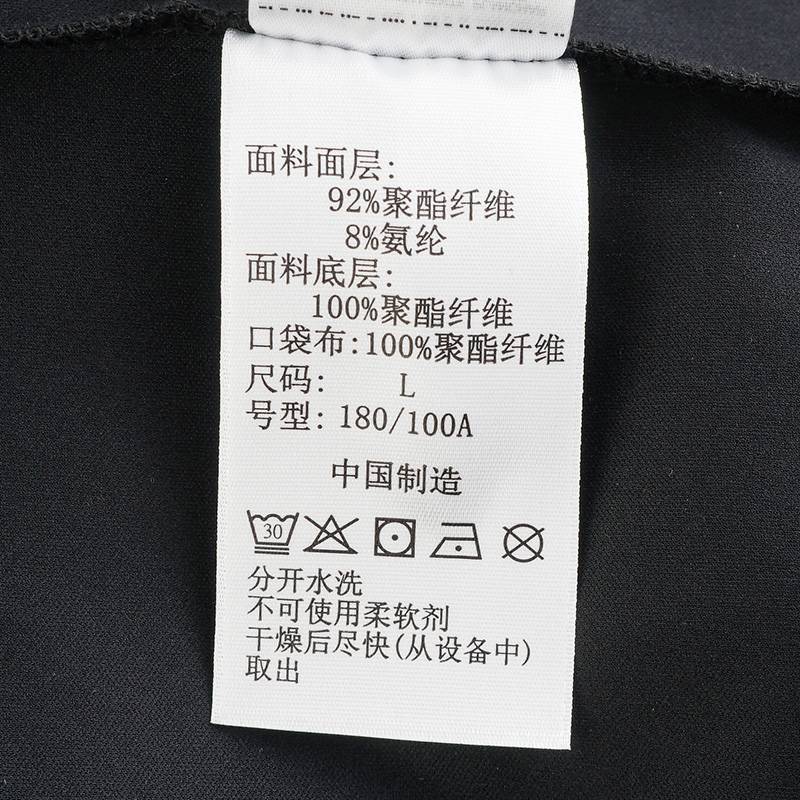 面料面层:
92%聚酯纤维
8%氨纶
面料底层:
100%聚酯纤维
口袋布:100%聚酯纤维
尺码: L
号型: 180/100A
中国制造
30
分开水洗
不可使用柔软剂
干燥后尽快(从设备中)
取出